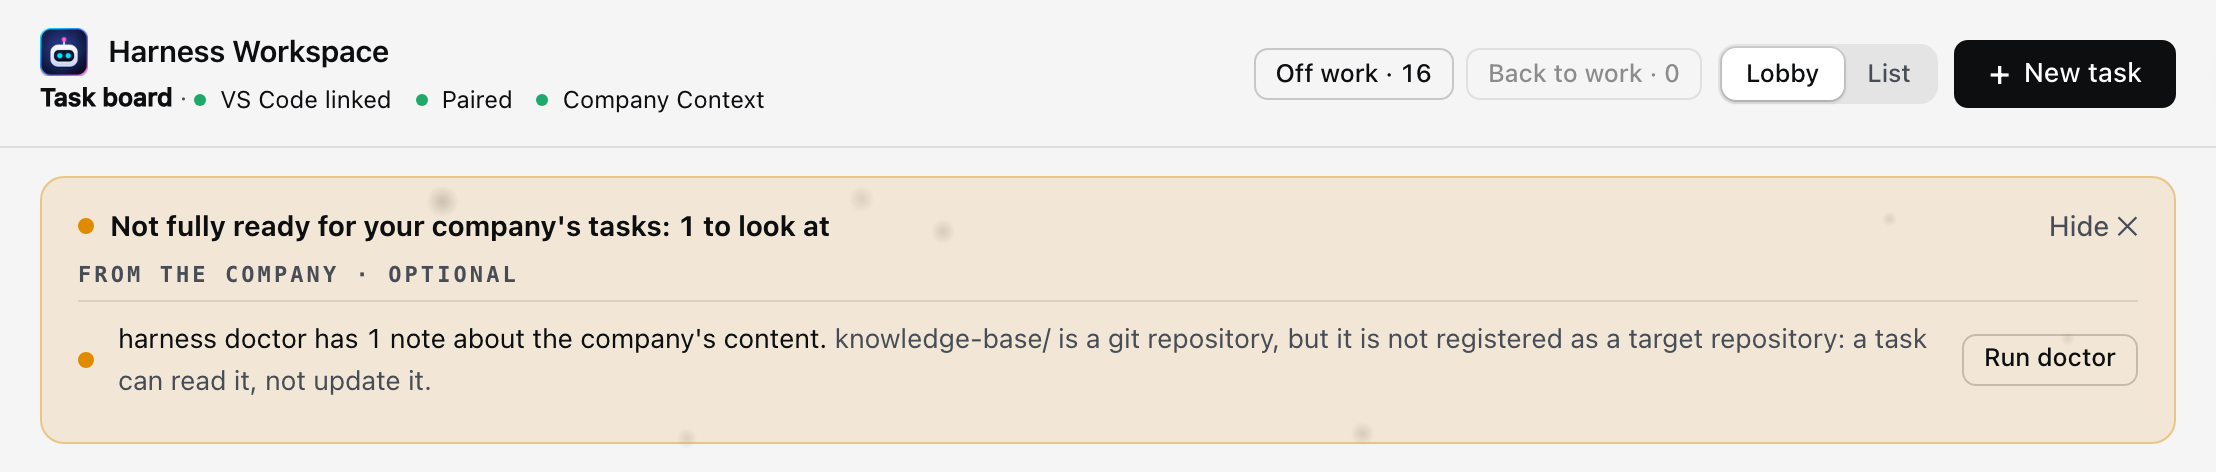 Harness Workspace
Task board · VS Code linked Paired Company Context
Off work · 16
Back to work · 0
Lobby
List
+ New task
Not fully ready for your company's tasks: 1 to look at
Hide ×
FROM THE COMPANY · OPTIONAL
harness doctor has 1 note about the company's content. knowledge-base/ is a git repository, but it is not registered as a target repository: a task
can read it, not update it.
Run doctor